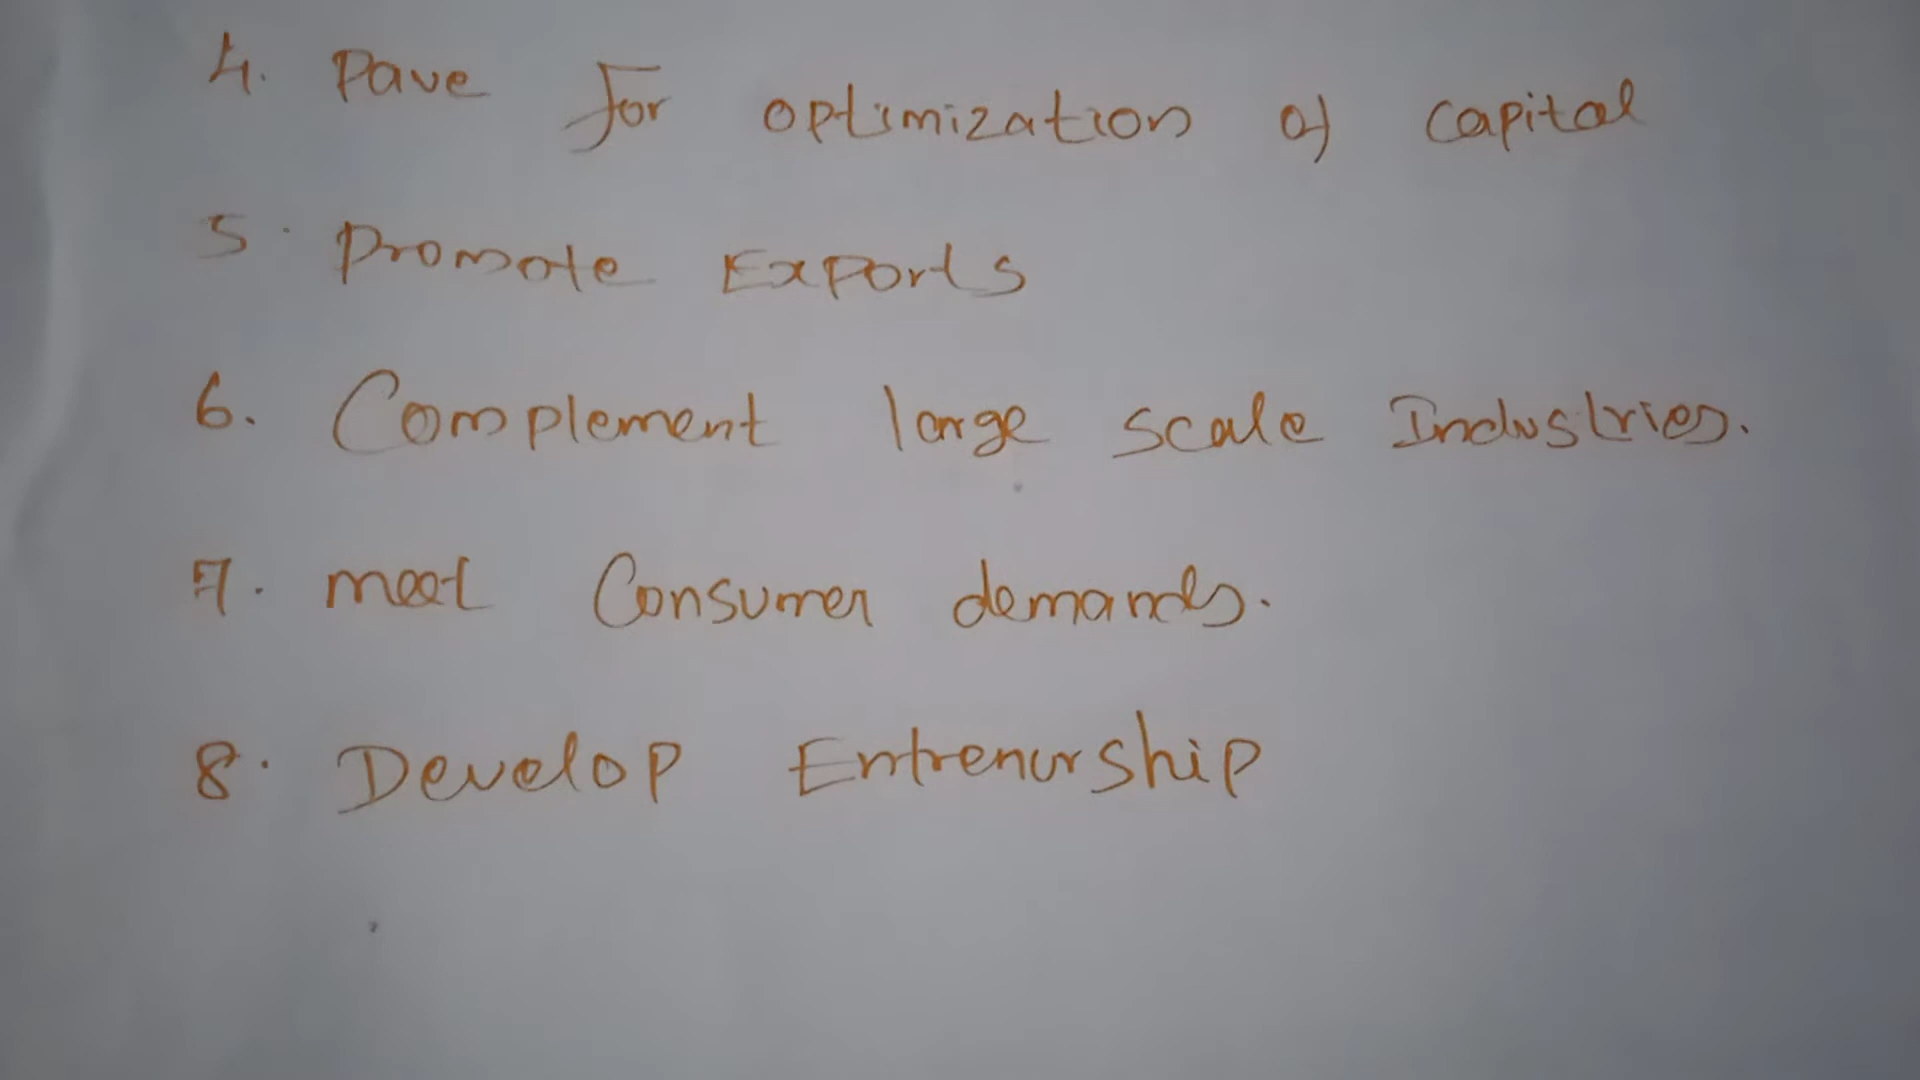 4. Pave For optimization of capital
5. Promote Exports
6. Complement large scale Industries.
7. meet Consumer demands.
8. Develop Entrenurship